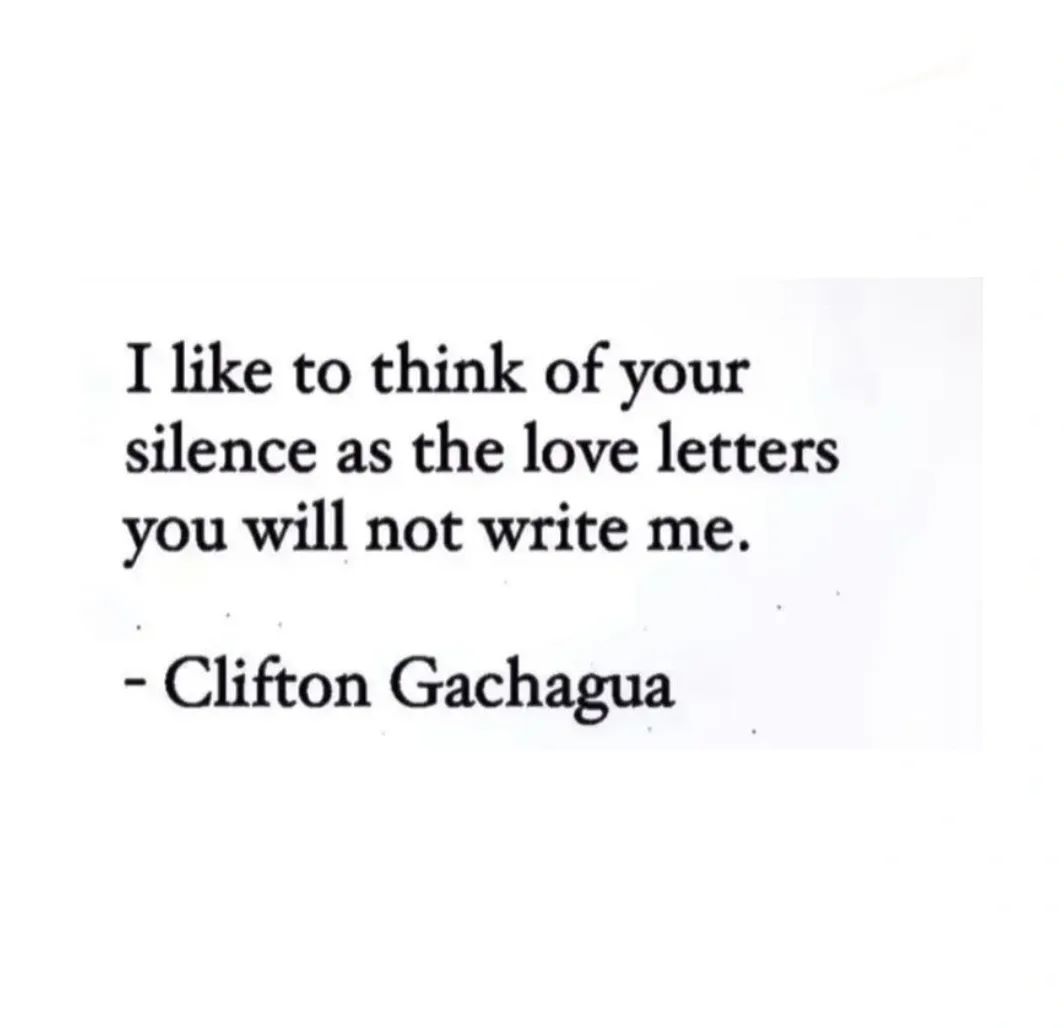 I like to think of your
silence as the love letters
you will not write me.
- Clifton Gachagua